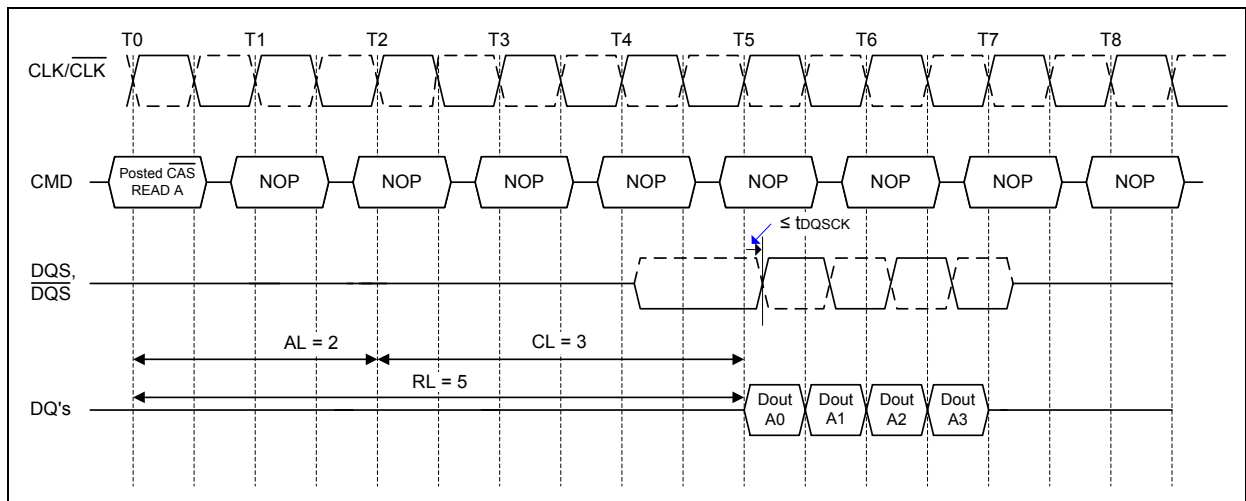 T0 T1 T2 T3 T4 T5 T6 T7 T8
CLK/CLK
CMD
Posted CAS
READ A
NOP NOP NOP NOP NOP NOP NOP NOP
≤ tDQSCK
DQS,
DQS
AL = 2
CL = 3
RL = 5
DQ's
Dout
A0
Dout
A1
Dout
A2
Dout
A3